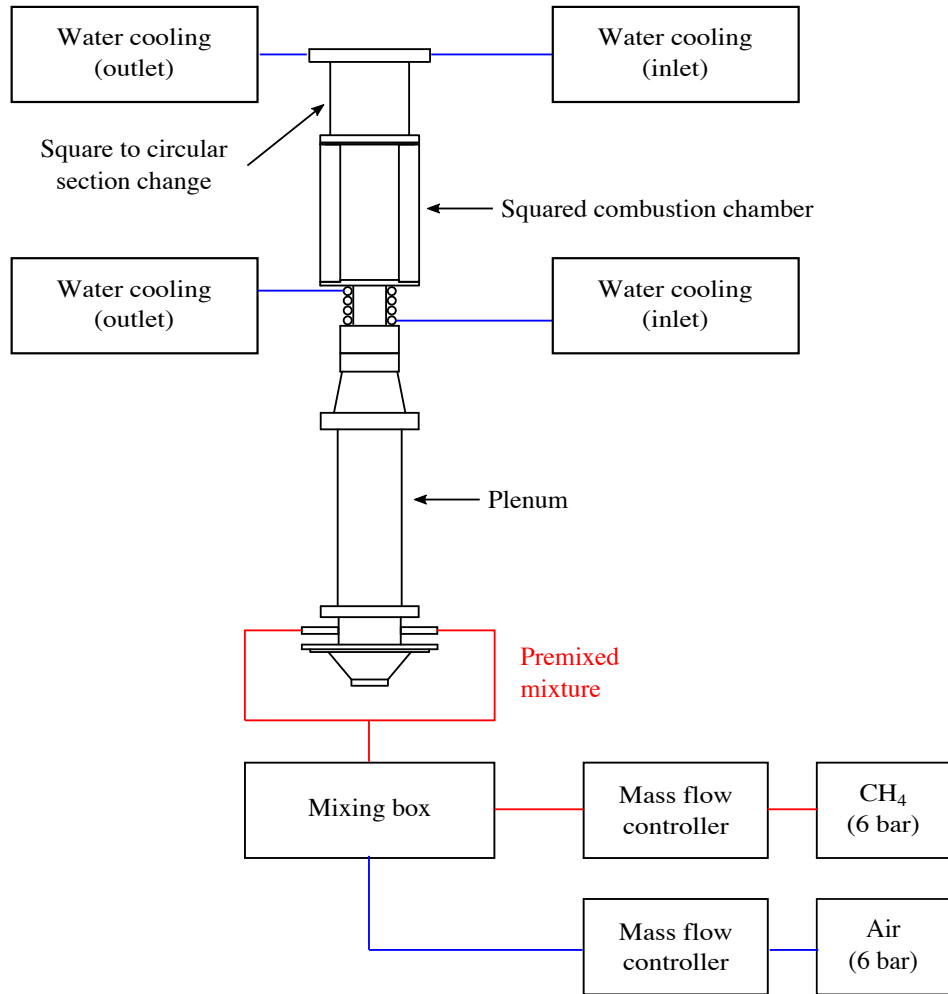 Water cooling
(outlet)
Water cooling
(inlet)
Square to circular
section change
Squared combustion chamber
Water cooling
(outlet)
Water cooling
(inlet)
Plenum
Premixed
mixture
Mixing box
Mass flow
controller
CH₄
(6 bar)
Mass flow
controller
Air
(6 bar)